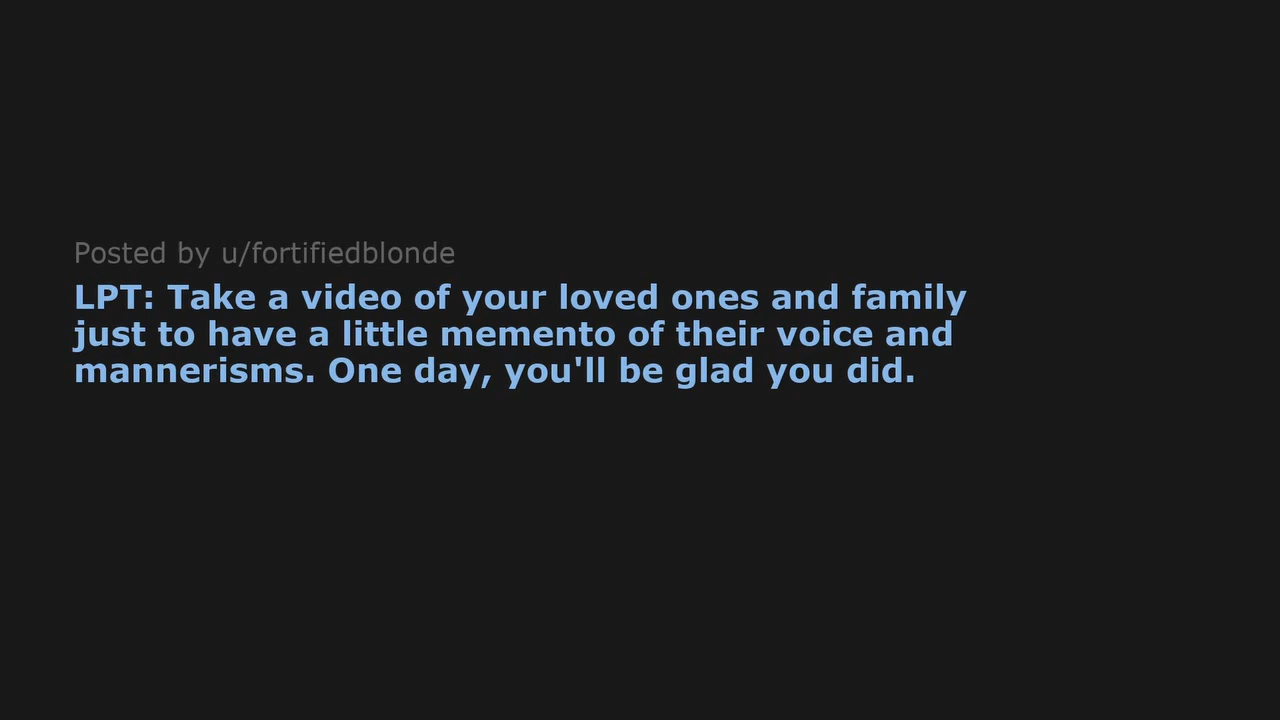 Posted by u/fortifiedblonde
LPT: Take a video of your loved ones and family
just to have a little memento of their voice and
mannerisms. One day, you'll be glad you did.